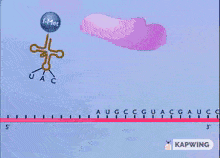 f-Met
U A C
A U G C C G U A C G A U C C
5' 3'
KAPWING